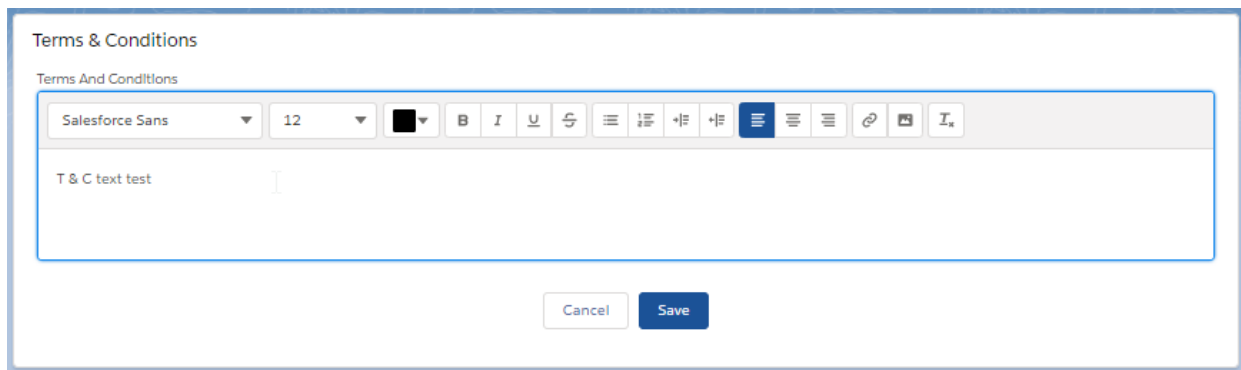 Terms & Conditions
Terms And Conditions
Salesforce Sans 12 B I U S
T & C text test
Cancel Save